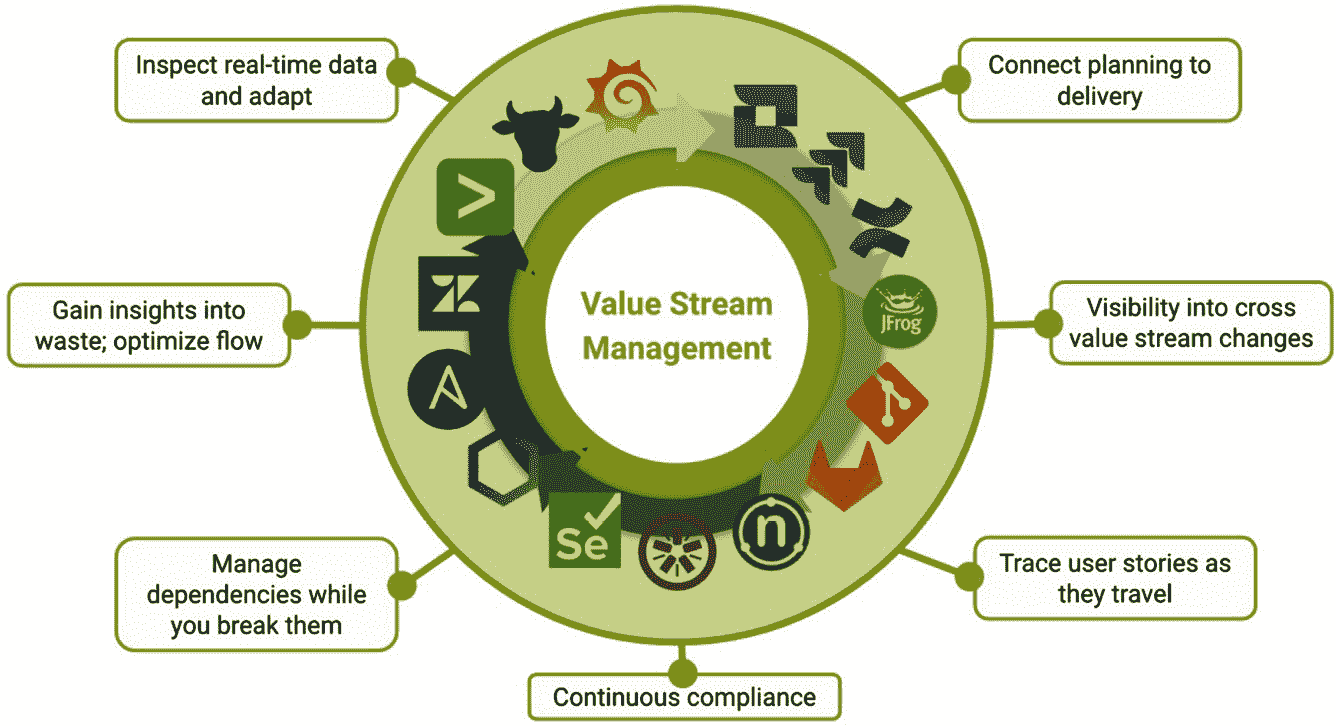 Inspect real-time data
and adapt
Connect planning to
delivery
Value Stream
Management
JFrog
Gain insights into
waste; optimize flow
Visibility into cross
value stream changes
n
Se
Manage
dependencies while
you break them
Trace user stories as
they travel
Continuous compliance